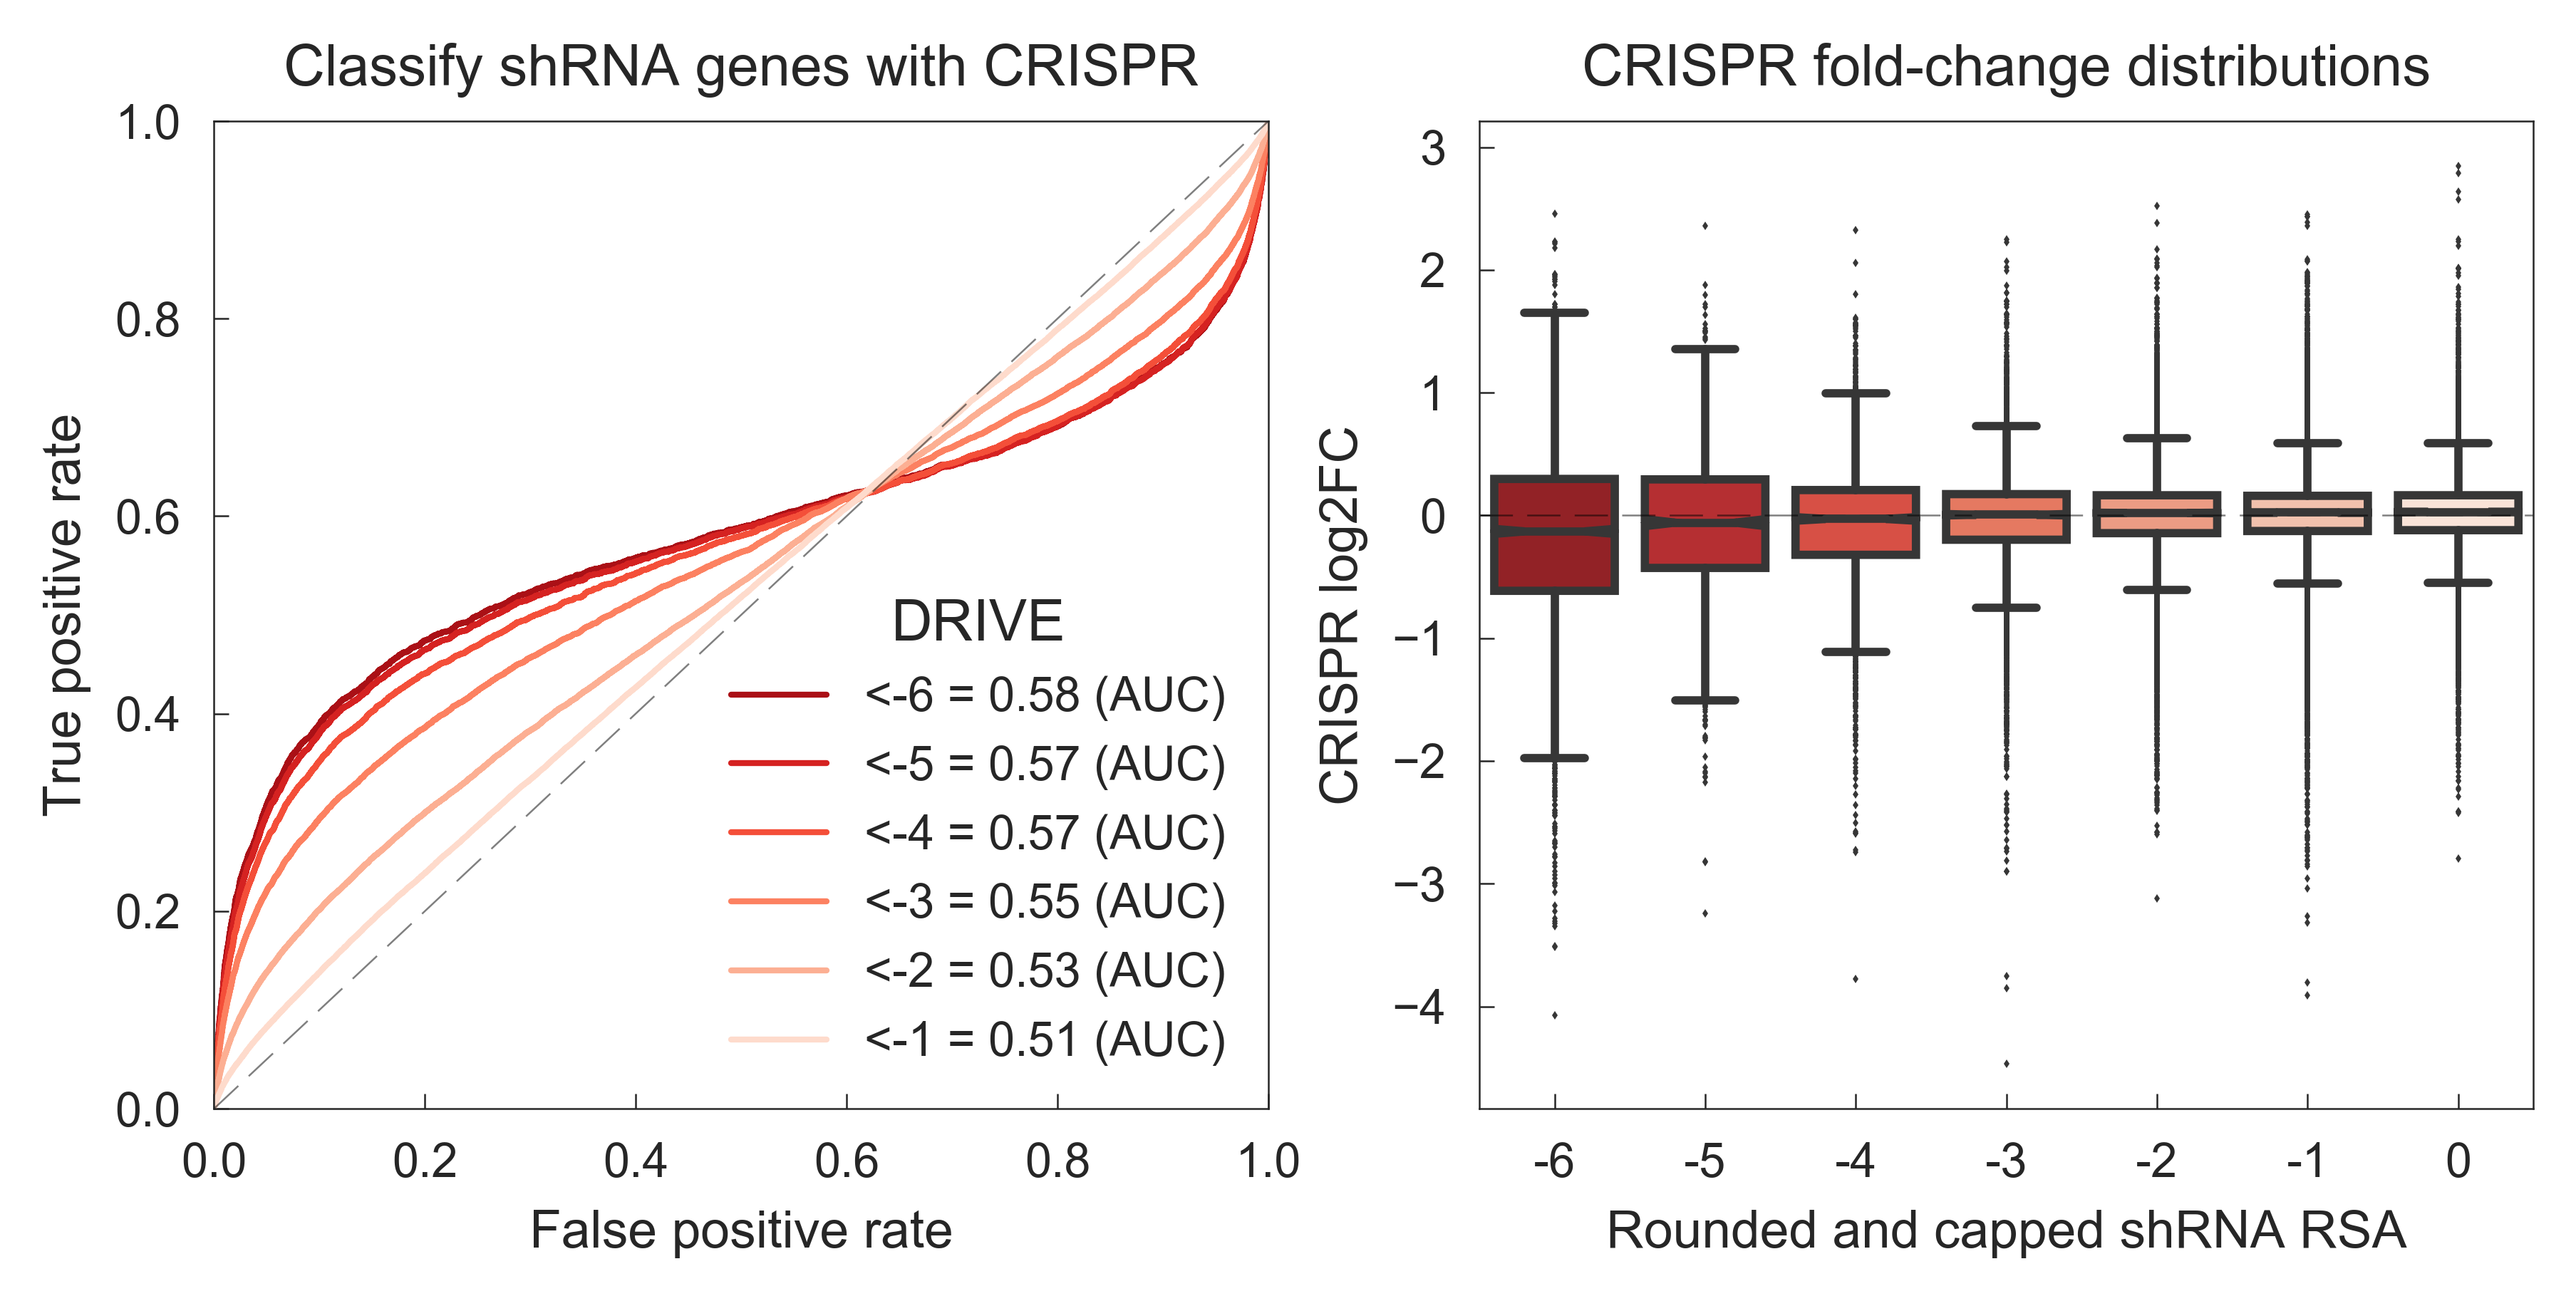 Classify shRNA genes with CRISPR
1.0
0.8
0.6
0.4
0.2
0.0
True positive rate
0.0 0.2 0.4 0.6 0.8 1.0
False positive rate
DRIVE
<-6 = 0.58 (AUC)
<-5 = 0.57 (AUC)
<-4 = 0.57 (AUC)
<-3 = 0.55 (AUC)
<-2 = 0.53 (AUC)
<-1 = 0.51 (AUC)
CRISPR fold-change distributions
3
2
1
0
−1
−2
−3
−4
CRISPR log2FC
-6 -5 -4 -3 -2 -1 0
Rounded and capped shRNA RSA